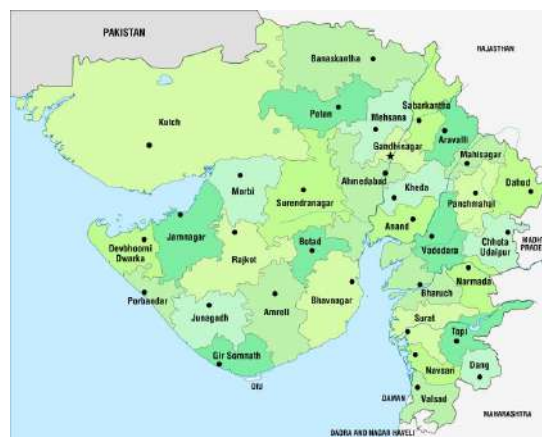 PAKISTAN
RAJASTHAN
Banaskantha
Patan
Mehsana
Sabarkantha
Kutch
Aravalli
Gandhinagar
Mahisagar
Ahmedabad
Morbi
Kheda
Dahod
Surendranagar
Panchmahal
Anand
Jamnagar
Devbhoomi
Dwarka
Botad
Vadodara
Chhota
Udaipur
MADHYA
PRADE
Rajkot
Narmada
Porbandar
Bhavnagar
Bharuch
Junagadh
Amreli
Surat
Tapi
Gir Somnath
Dang
Navsari
DIU
DAMAN
Valsad
MAHARASHTRA
DADRA AND NAGAR HAVELI